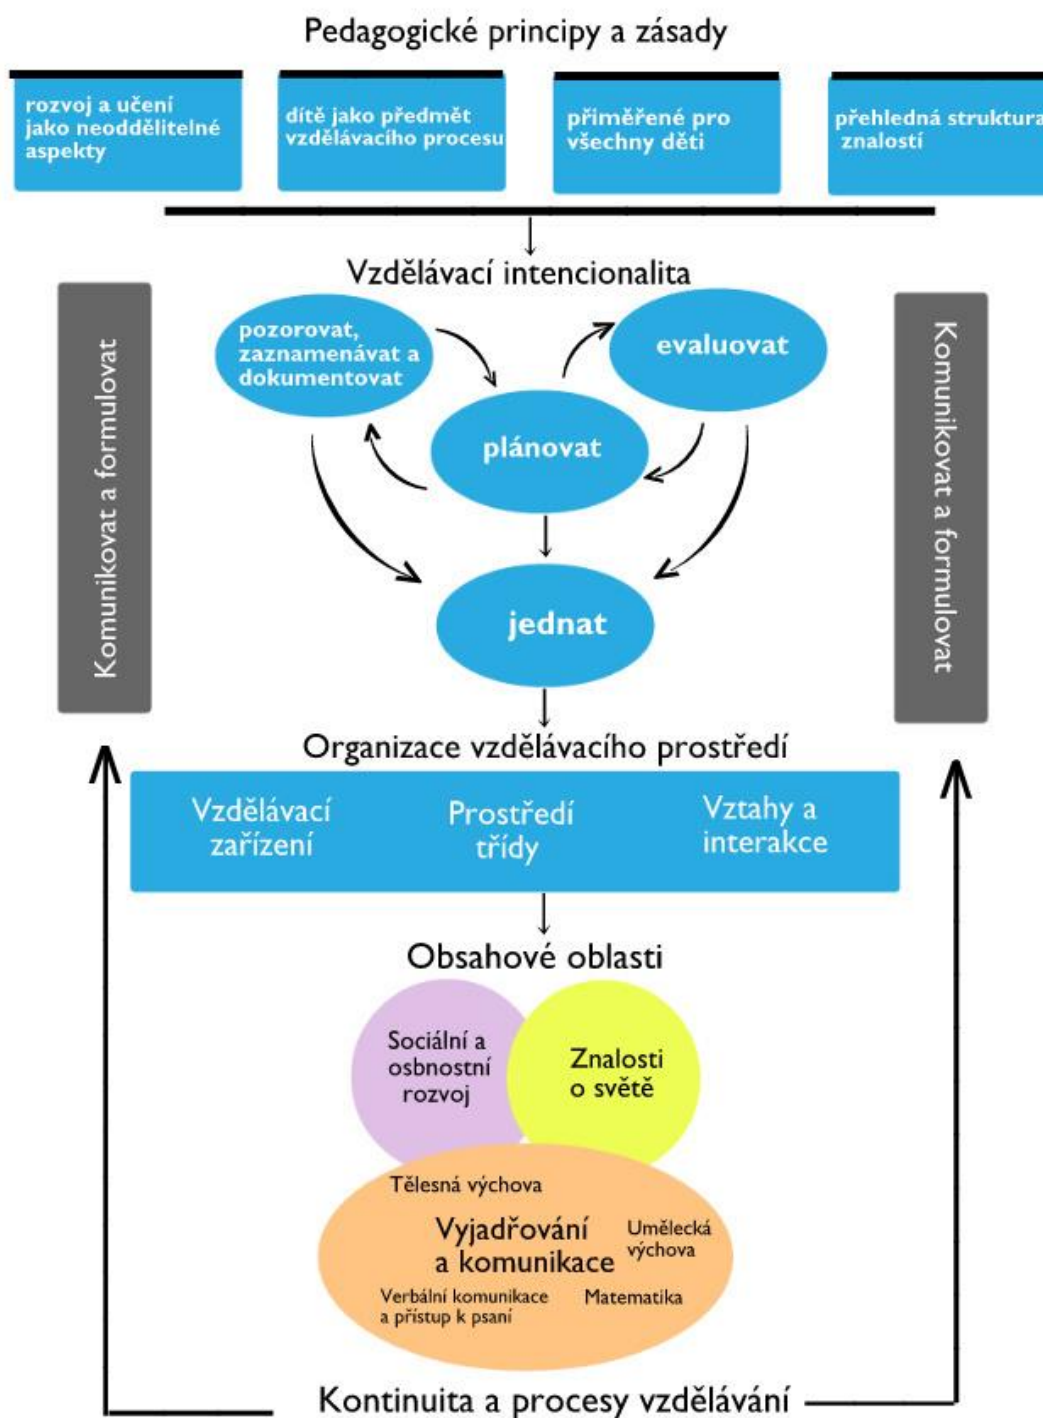 Pedagogické principy a zásady
rozvoj a učení
jako neoddělitelné
aspekty
dítě jako předmět
vzdělávacího procesu
přiměřené pro
všechny děti
přehledná struktura
znalostí
Vzdělávací intencionalita
Komunikovat a formulovat
pozorovat,
zaznamenávat a
dokumentovat
evaluovat
plánovat
jednat
Komunikovat a formulovat
Organizace vzdělávacího prostředí
Vzdělávací
zařízení
Prostředí
třídy
Vztahy a
interakce
Obsahové oblasti
Sociální a
osbnostní
rozvoj
Znalosti
o světě
Tělesná výchova
Vyjadřování
a komunikace
Umělecká
výchova
Verbální komunikace
a přístup k psaní
Matematika
Kontinuita a procesy vzdělávání